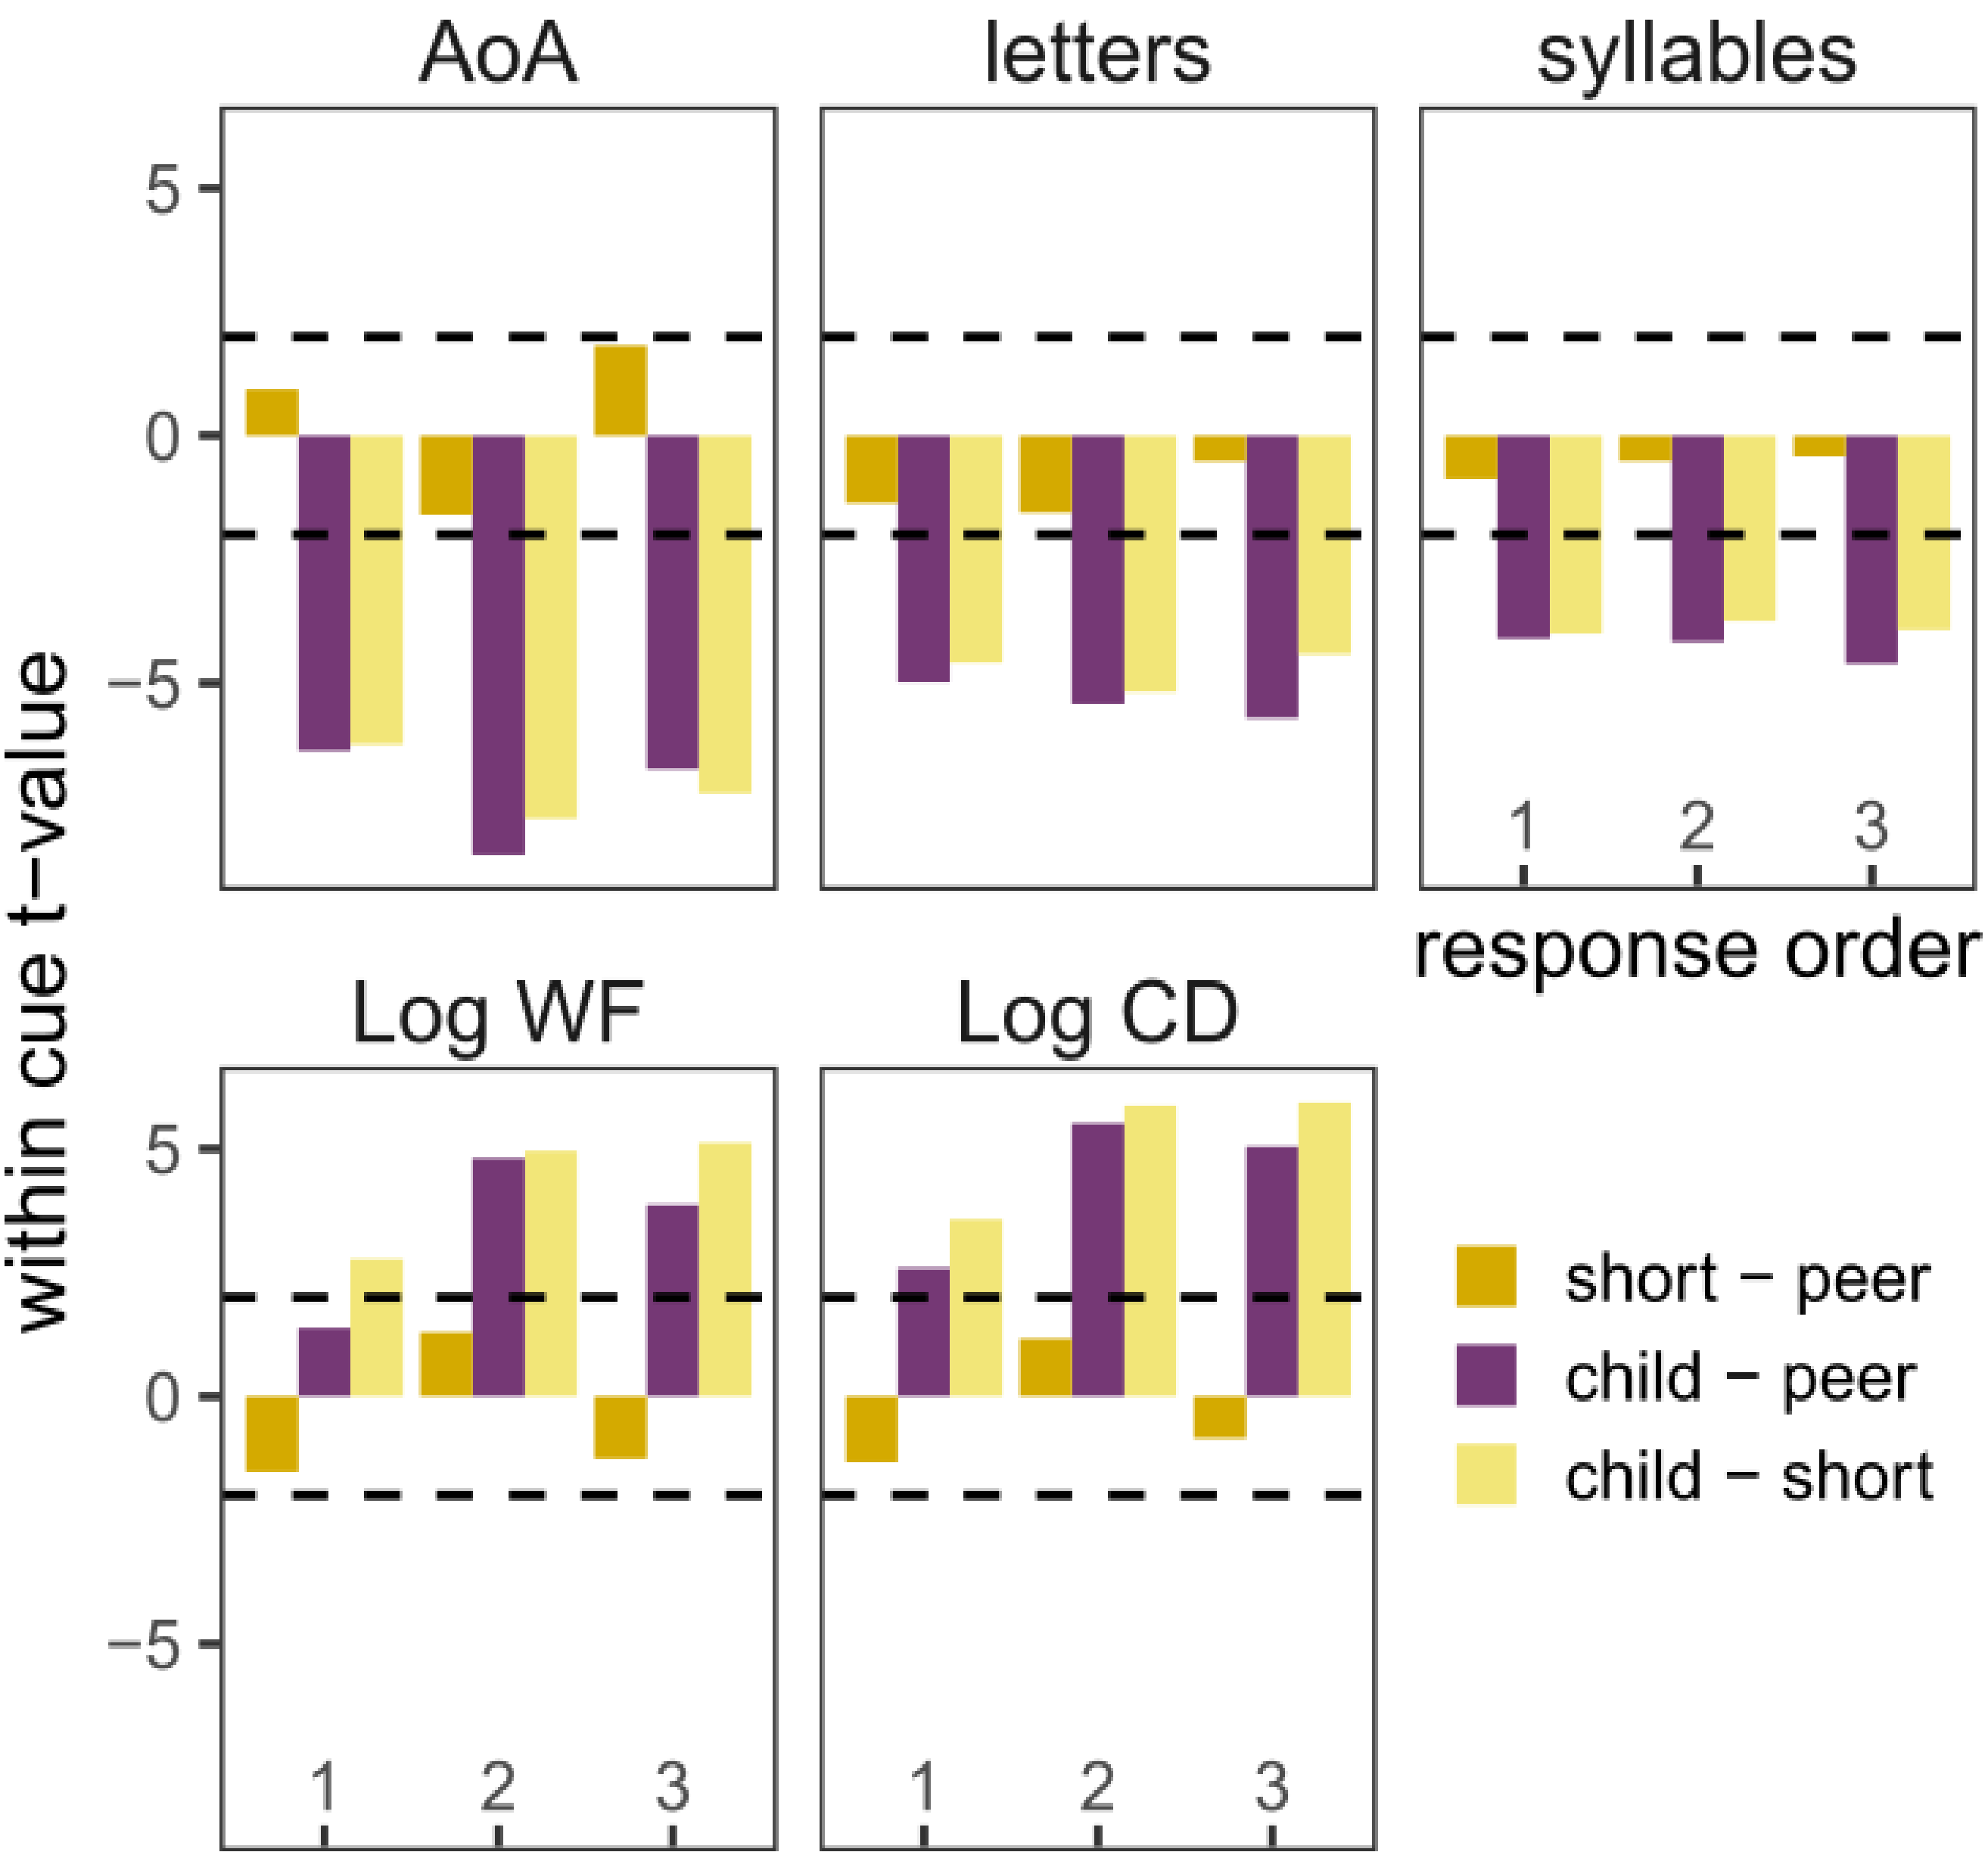 AoA
letters
syllables
5
0
−5
1 2 3
response order
within cue t−value
Log WF
Log CD
5
0
−5
1 2 3
1 2 3
short − peer
child − peer
child − short